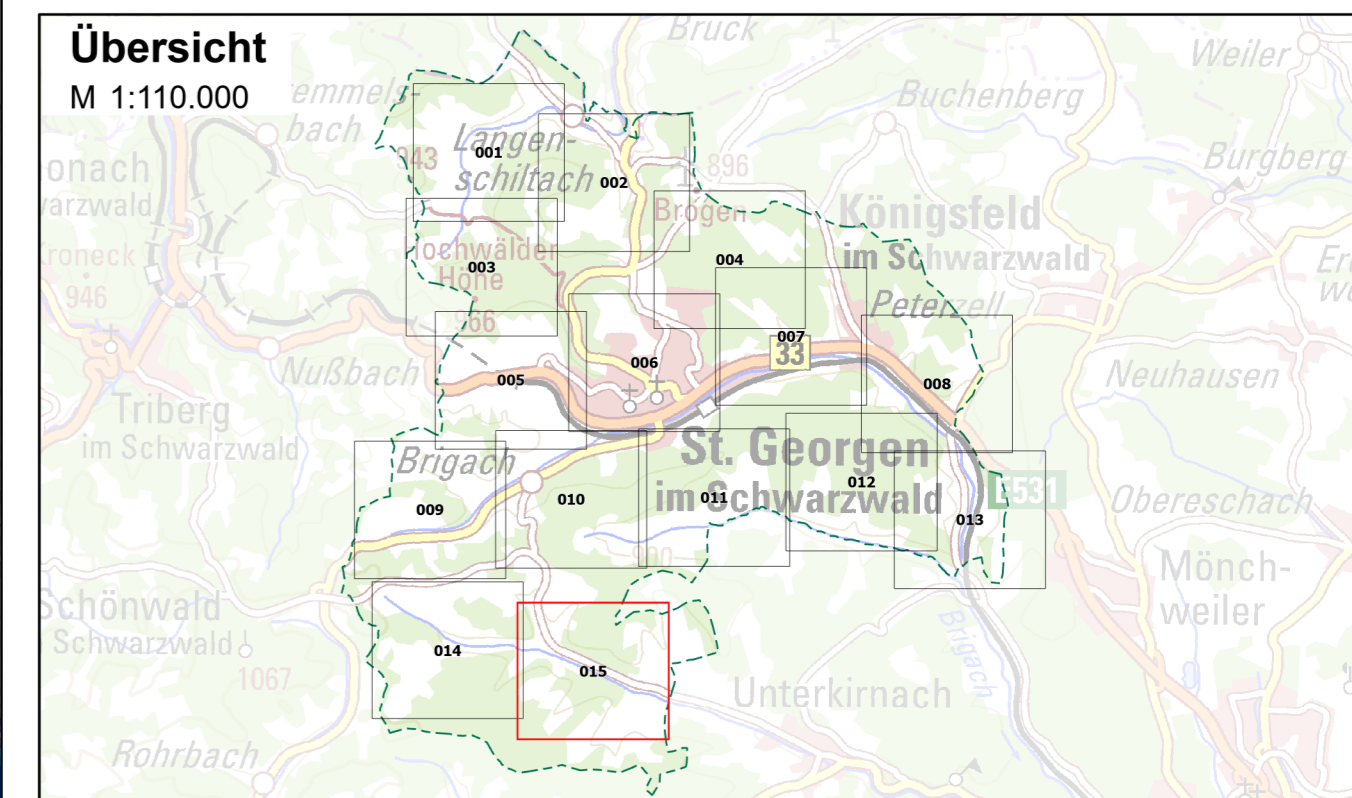 Übersicht
M 1:110.000
Bruck
Weiler
emmels-
bach
Buchenberg
Langen-
schiltach
001
943
002
896
Burgberg
onach
warzwald
Brogen
Königsfeld
im Schwarzwald
004
Hochwälder
Höhe
003
966
roneck
946
Peterzell
007
33
006
008
Nußbach
005
Neuhausen
Triberg
im Schwarzwald
St. Georgen
im Schwarzwald
Brigach
009
010
011
012
013
E531
Obereschach
900
Mönch-
weiler
Schönwald
Schwarzwald
Brigach
014
015
1067
Unterkirnach
Rohrbach